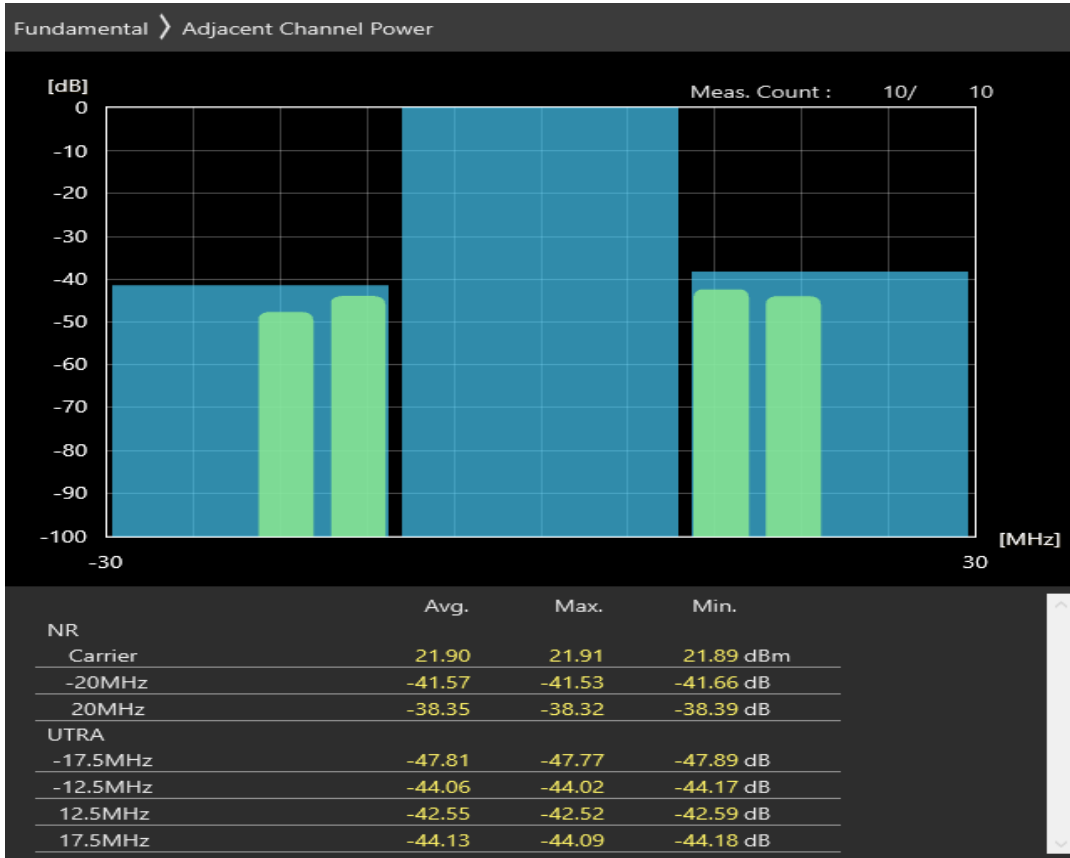 Fundamental ❯ Adjacent Channel Power
[dB]
Meas. Count : 10/ 10
0
-10
-20
-30
-40
-50
-60
-70
-80
-90
-100
[MHz]
-30 30
Avg. Max. Min.
NR
Carrier 21.90 21.91 21.89 dBm
-20MHz -41.57 -41.53 -41.66 dB
20MHz -38.35 -38.32 -38.39 dB
UTRA
-17.5MHz -47.81 -47.77 -47.89 dB
-12.5MHz -44.06 -44.02 -44.17 dB
12.5MHz -42.55 -42.52 -42.59 dB
17.5MHz -44.13 -44.09 -44.18 dB